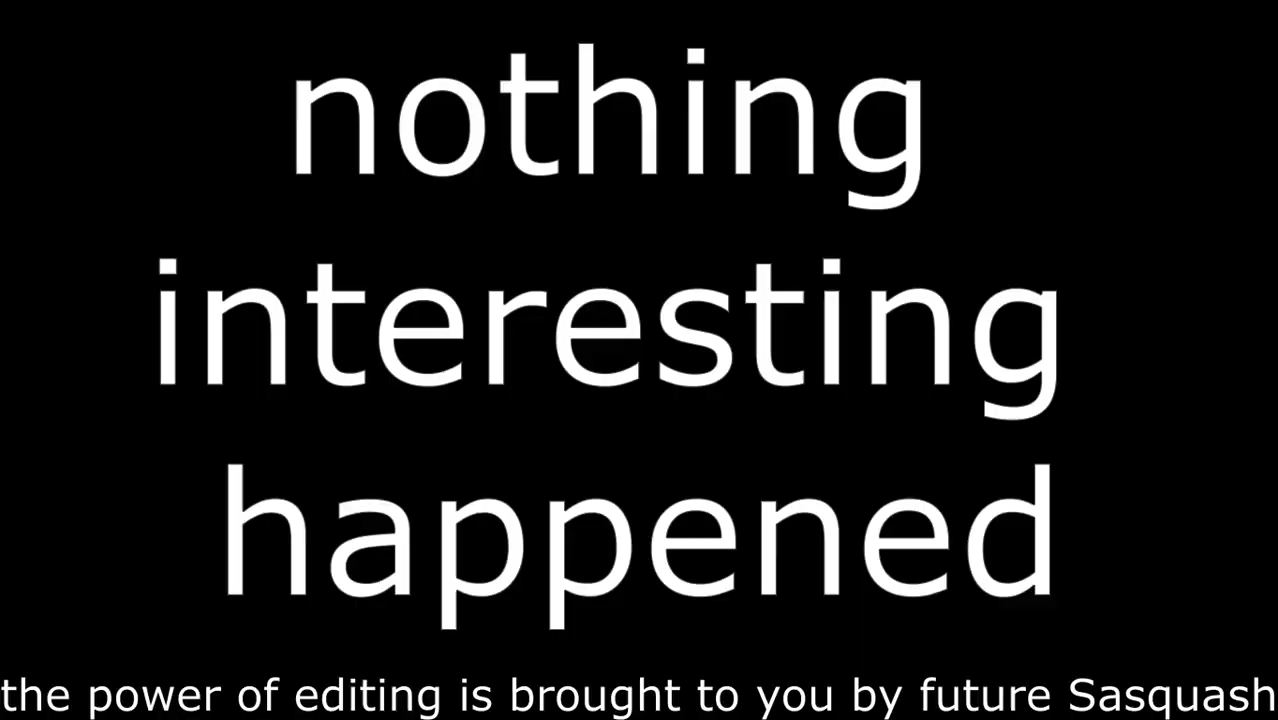 nothing
interesting
happened
the power of editing is brought to you by future Sasquash